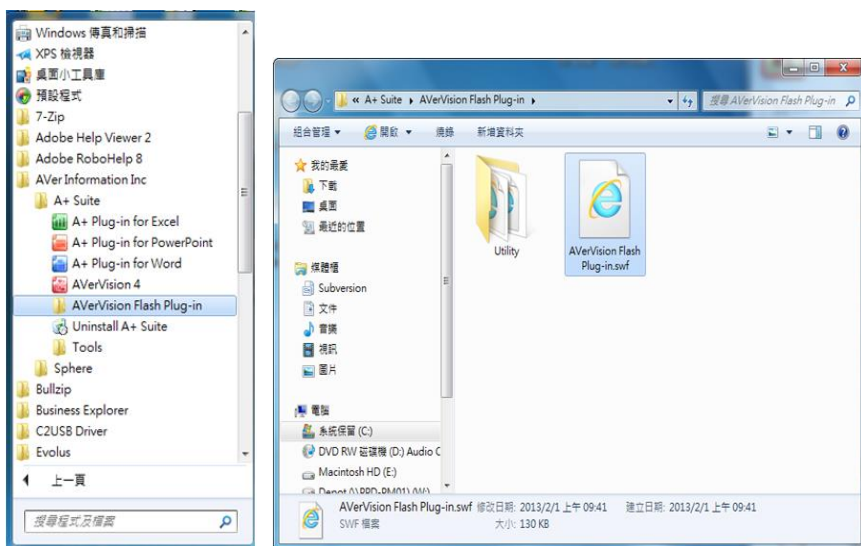 Windows 傳真和掃描
XPS 檢視器
桌面小工具庫
預設程式
7-Zip
Adobe Help Viewer 2
Adobe RoboHelp 8
AVer Information Inc
A+ Suite
A+ Plug-in for Excel
A+ Plug-in for PowerPoint
A+ Plug-in for Word
AVerVision 4
AVerVision Flash Plug-in
Uninstall A+ Suite
Tools
Sphere
Bullzip
Business Explorer
C2USB Driver
Evolus
上一頁
搜尋程式及檔案
« A+ Suite AVerVision Flash Plug-in
搜尋 AVerVision Flash Plug-in
組合管理 開啟 燒錄 新增資料夾
我的最愛
下載
桌面
最近的位置
媒體櫃
Subversion
文件
音樂
視訊
圖片
電腦
系統保留 (C:)
DVD RW 磁碟機 (D:) Audio C
Macintosh HD (E:)
Depot (\\PPD-PM01) (W:)
Utility
AVerVision Flash
Plug-in.swf
AVerVision Flash Plug-in.swf 修改日期: 2013/2/1 上午 09:41 建立日期: 2013/2/1 上午 09:41
SWF 檔案 大小: 130 KB